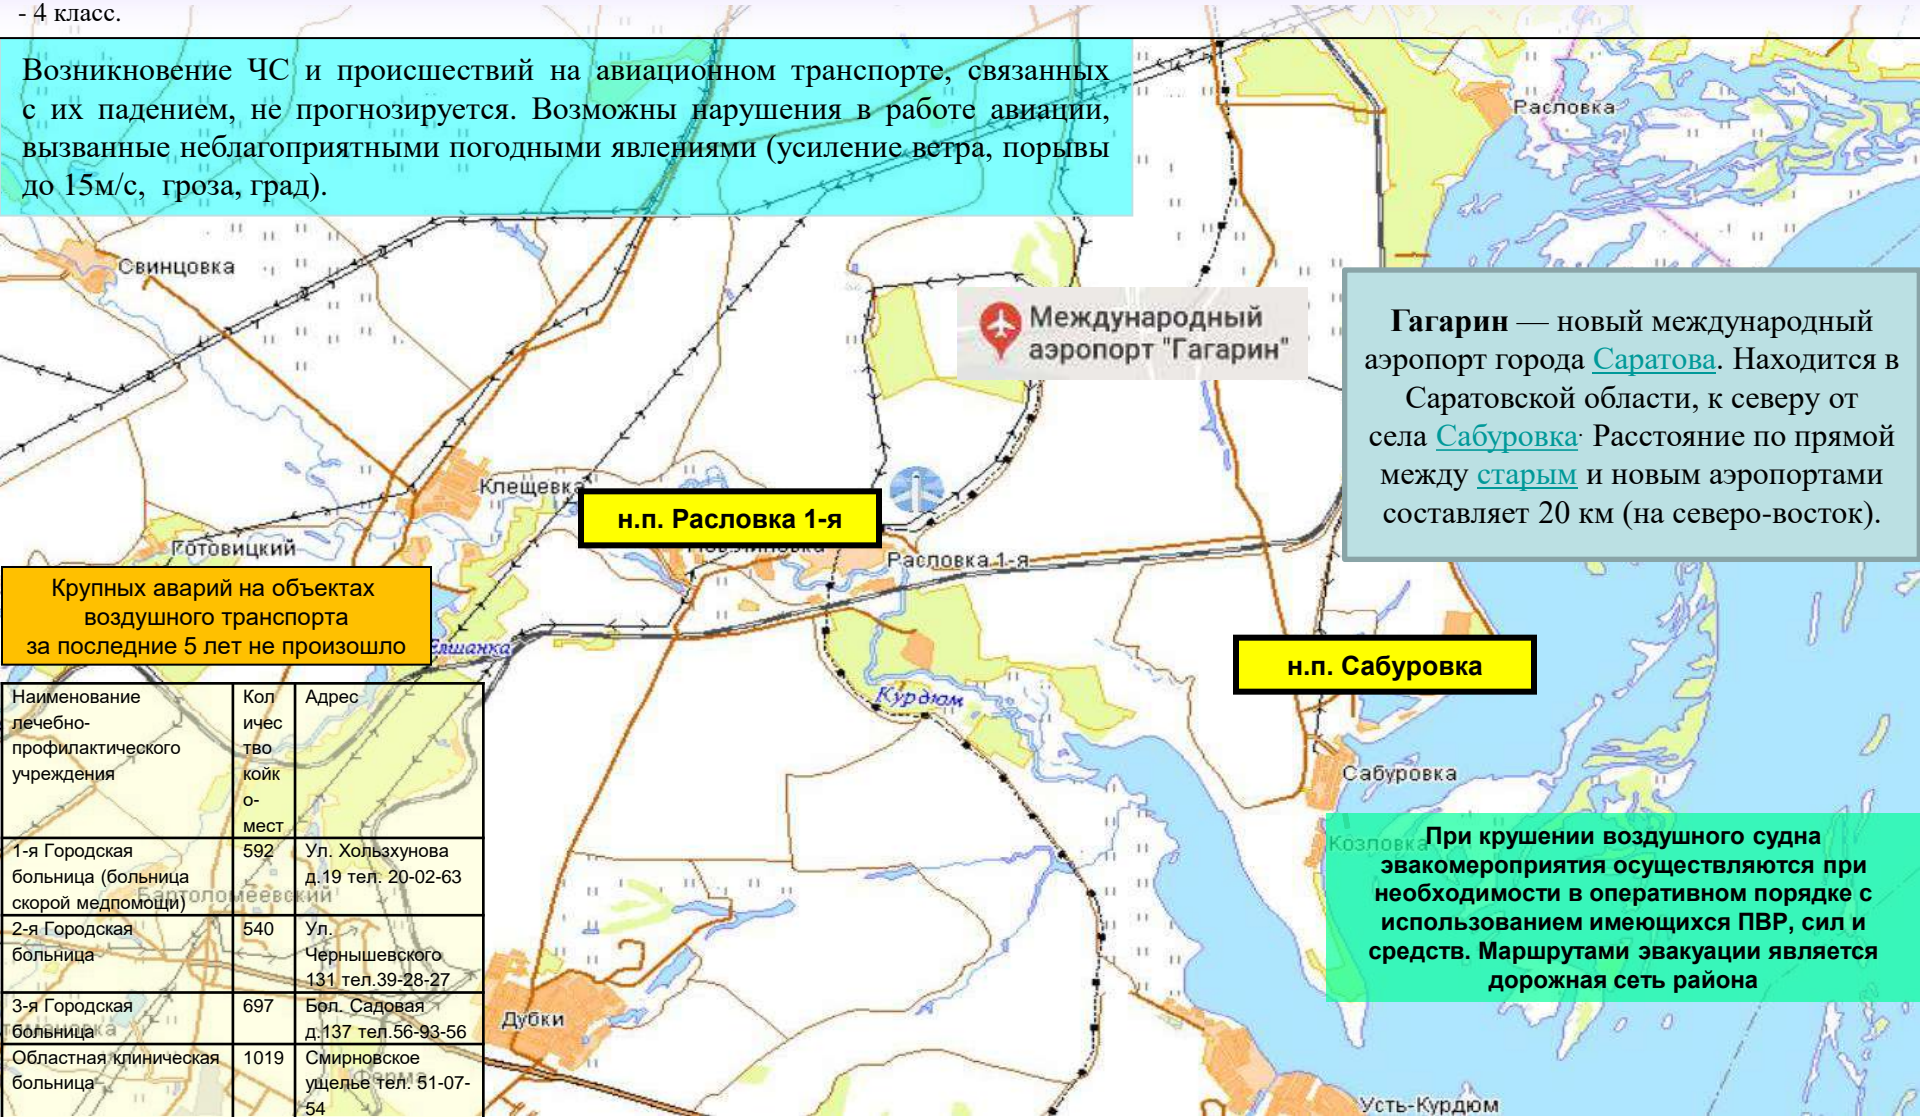 - 4 класс.
Возникновение ЧС и происшествий на авиационном транспорте, связанных
с их падением, не прогнозируется. Возможны нарушения в работе авиации,
вызванные неблагоприятными погодными явлениями (усиление ветра, порывы
до 15м/с, гроза, град).
Расловка
Свинцовка
Международный
аэропорт "Гагарин"
Гагарин — новый международный
аэропорт города Саратова. Находится в
Саратовской области, к северу от
села Сабуровка. Расстояние по прямой
между старым и новым аэропортами
составляет 20 км (на северо-восток).
Клещевка
н.п. Расловка 1-я
Готовицкий
Расловка 1-я
Крупных аварий на объектах
воздушного транспорта
за последние 5 лет не произошло
Елшанка
н.п. Сабуровка
Курдюм
Сабуровка
Козловка
При крушении воздушного судна
эвакомероприятия осуществляются при
необходимости в оперативном порядке с
использованием имеющихся ПВР, сил и
средств. Маршрутами эвакуации является
дорожная сеть района
Наименование
лечебно-
профилактического
учреждения
Кол
ичес
тво
койк
о-
мест
Адрес
1-я Городская
больница (больница
скорой медпомощи)
592
Ул. Хользхунова
д.19 тел. 20-02-63
Бартоломеевский
2-я Городская
больница
540
Ул.
Чернышевского
131 тел.39-28-27
3-я Городская
больница
697
Бол. Садовая
д.137 тел.56-93-56
Областная клиническая
больница
1019
Смирновское
ущелье тел. 51-07-
54
Ферма
Дубки
Усть-Курдюм